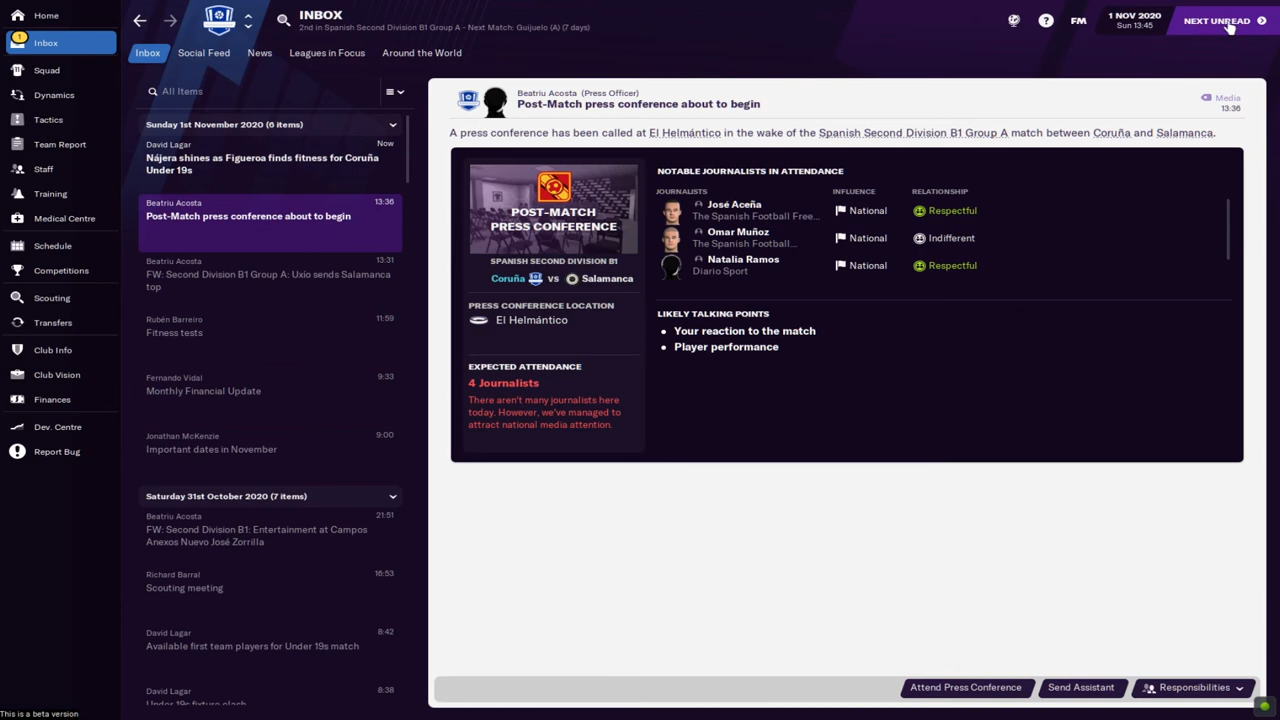 Home
INBOX
2nd in Spanish Second Division B1 Group A - Next Match: Guijuelo (A) (7 days)
?
FM
1 NOV 2020
Sun 13:45
NEXT UNREAD
1
Inbox
Squad
Dynamics
Tactics
Team Report
Staff
Training
Medical Centre
Schedule
Competitions
Scouting
Transfers
Club Info
Club Vision
Finances
Dev. Centre
Report Bug
This is a beta version
Inbox
Social Feed
News
Leagues in Focus
Around the World
All Items
Sunday 1st November 2020 (6 items)
David Lagar
Now
Nájera shines as Figueroa finds fitness for Coruña
Under 19s
Beatriu Acosta
13:36
Post-Match press conference about to begin
Beatriu Acosta
13:31
FW: Second Division B1 Group A: Uxío sends Salamanca
top
Rubén Barreiro
11:59
Fitness tests
Fernando Vidal
9:33
Monthly Financial Update
Jonathan McKenzie
9:00
Important dates in November
Saturday 31st October 2020 (7 items)
Beatriu Acosta
21:51
FW: Second Division B1: Entertainment at Campos
Anexos Nuevo José Zorrilla
Richard Barral
16:53
Scouting meeting
David Lagar
8:42
Available first team players for Under 19s match
David Lagar
8:38
Under 19s fixture clash
Beatriu Acosta (Press Officer)
Post-Match press conference about to begin
Media
13:36
A press conference has been called at El Helmántico in the wake of the Spanish Second Division B1 Group A match between Coruña and Salamanca.
POST-MATCH
PRESS CONFERENCE
SPANISH SECOND DIVISION B1
Coruña vs Salamanca
PRESS CONFERENCE LOCATION
El Helmántico
EXPECTED ATTENDANCE
4 Journalists
There aren't many journalists here
today. However, we've managed to
attract national media attention.
NOTABLE JOURNALISTS IN ATTENDANCE
JOURNALISTS
INFLUENCE
RELATIONSHIP
José Aceña
The Spanish Football Free...
National
Respectful
Omar Muñoz
The Spanish Football...
National
Indifferent
Natalia Ramos
Diario Sport
National
Respectful
LIKELY TALKING POINTS
• Your reaction to the match
• Player performance
Attend Press Conference
Send Assistant
Responsibilities